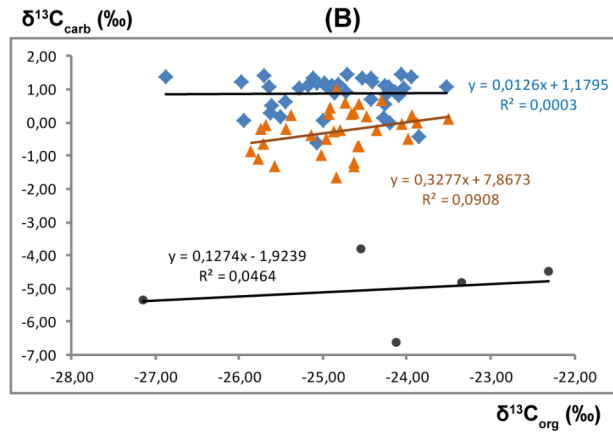 δ¹³C_carb (‰)
(B)
2,00
1,00
0,00
-1,00
-2,00
-3,00
-4,00
-5,00
-6,00
-7,00
y = 0,0126x + 1,1795
R² = 0,0003
y = 0,3277x + 7,8673
R² = 0,0908
y = 0,1274x - 1,9239
R² = 0,0464
-28,00 -27,00 -26,00 -25,00 -24,00 -23,00 -22,00
δ¹³C_org (‰)